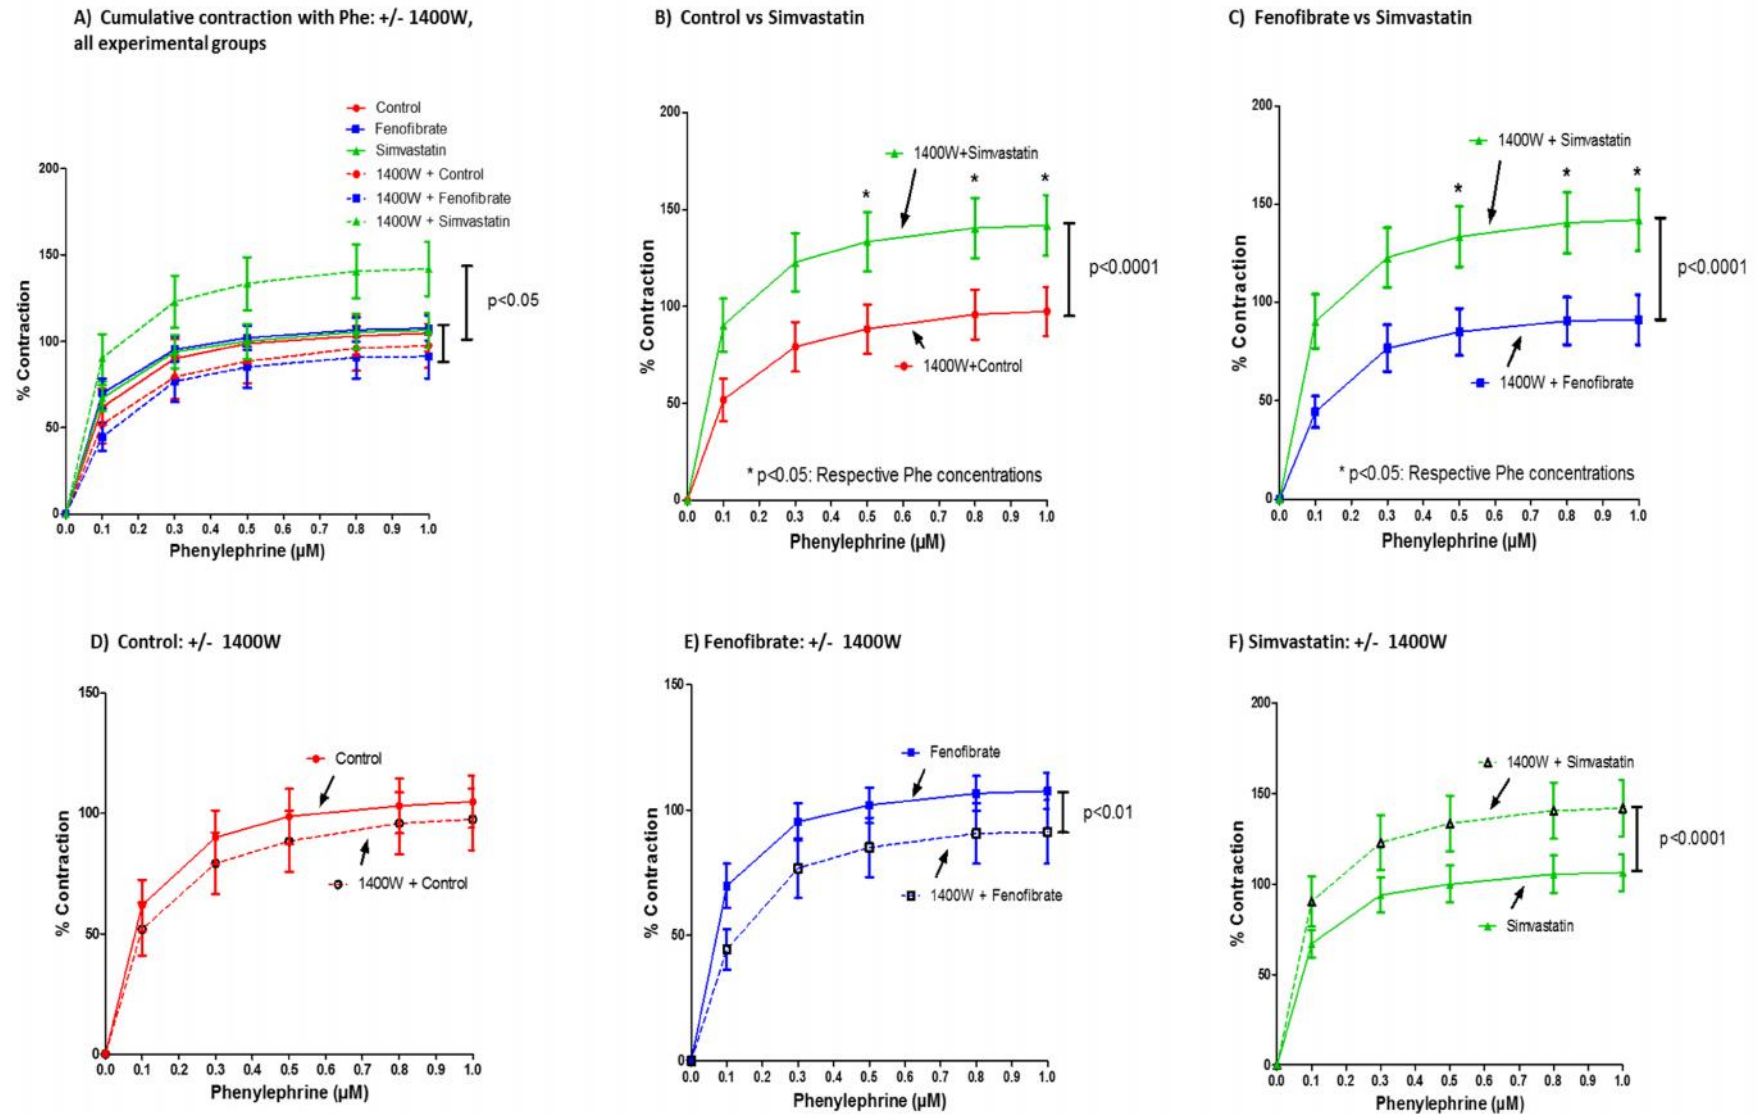 A) Cumulative contraction with Phe: +/- 1400W,
all experimental groups
Control
Fenofibrate
Simvastatin
1400W + Control
1400W + Fenofibrate
1400W + Simvastatin
200
150
100
50
0
% Contraction
p<0.05
0.0 0.1 0.2 0.3 0.4 0.5 0.6 0.7 0.8 0.9 1.0
Phenylephrine (µM)
B) Control vs Simvastatin
200
150
100
50
0
% Contraction
1400W+Simvastatin
* * *
p<0.0001
1400W+Control
* p<0.05: Respective Phe concentrations
0.0 0.1 0.2 0.3 0.4 0.5 0.6 0.7 0.8 0.9 1.0
Phenylephrine (µM)
C) Fenofibrate vs Simvastatin
200
150
100
50
0
% Contraction
1400W + Simvastatin
* * *
p<0.0001
1400W + Fenofibrate
* p<0.05: Respective Phe concentrations
0.0 0.1 0.2 0.3 0.4 0.5 0.6 0.7 0.8 0.9 1.0
Phenylephrine (µM)
D) Control: +/- 1400W
150
100
50
0
% Contraction
Control
1400W + Control
0.0 0.1 0.2 0.3 0.4 0.5 0.6 0.7 0.8 0.9 1.0
Phenylephrine (µM)
E) Fenofibrate: +/- 1400W
150
100
50
0
% Contraction
Fenofibrate
p<0.01
1400W + Fenofibrate
0.0 0.1 0.2 0.3 0.4 0.5 0.6 0.7 0.8 0.9 1.0
Phenylephrine (µM)
F) Simvastatin: +/- 1400W
200
150
100
50
0
% Contraction
1400W + Simvastatin
p<0.0001
Simvastatin
0.0 0.1 0.2 0.3 0.4 0.5 0.6 0.7 0.8 0.9 1.0
Phenylephrine (µM)